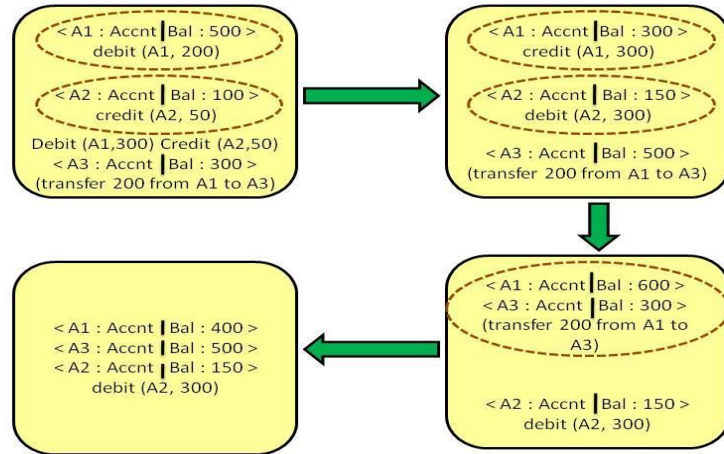 < A1 : Accnt | Bal : 500 >
debit (A1, 200)
< A2 : Accnt | Bal : 100 >
credit (A2, 50)
Debit (A1,300) Credit (A2,50)
< A3 : Accnt | Bal : 300 >
(transfer 200 from A1 to A3)
< A1 : Accnt | Bal : 300 >
credit (A1, 300)
< A2 : Accnt | Bal : 150 >
debit (A2, 300)
< A3 : Accnt | Bal : 500 >
(transfer 200 from A1 to A3)
< A1 : Accnt | Bal : 400 >
< A3 : Accnt | Bal : 500 >
< A2 : Accnt | Bal : 150 >
debit (A2, 300)
< A1 : Accnt | Bal : 600 >
< A3 : Accnt | Bal : 300 >
(transfer 200 from A1 to
A3)
< A2 : Accnt | Bal : 150 >
debit (A2, 300)